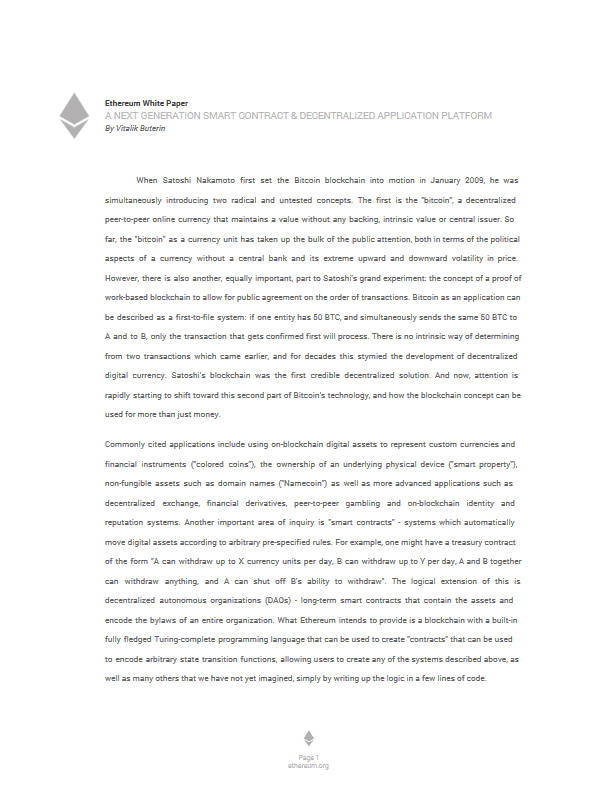 Ethereum White Paper
A NEXT GENERATION SMART CONTRACT & DECENTRALIZED APPLICATION PLATFORM
By Vitalik Buterin
When Satoshi Nakamoto first set the Bitcoin blockchain into motion in January 2009, he was
simultaneously introducing two radical and untested concepts. The first is the "bitcoin", a decentralized
peer-to-peer online currency that maintains a value without any backing, intrinsic value or central issuer. So
far, the "bitcoin" as a currency unit has taken up the bulk of the public attention, both in terms of the political
aspects of a currency without a central bank and its extreme upward and downward volatility in price.
However, there is also another, equally important, part to Satoshi's grand experiment: the concept of a proof of
work-based blockchain to allow for public agreement on the order of transactions. Bitcoin as an application can
be described as a first-to-file system: if one entity has 50 BTC, and simultaneously sends the same 50 BTC to
A and to B, only the transaction that gets confirmed first will process. There is no intrinsic way of determining
from two transactions which came earlier, and for decades this stymied the development of decentralized
digital currency. Satoshi's blockchain was the first credible decentralized solution. And now, attention is
rapidly starting to shift toward this second part of Bitcoin's technology, and how the blockchain concept can be
used for more than just money.
Commonly cited applications include using on-blockchain digital assets to represent custom currencies and
financial instruments ("colored coins"), the ownership of an underlying physical device ("smart property"),
non-fungible assets such as domain names ("Namecoin") as well as more advanced applications such as
decentralized exchange, financial derivatives, peer-to-peer gambling and on-blockchain identity and
reputation systems. Another important area of inquiry is "smart contracts" - systems which automatically
move digital assets according to arbitrary pre-specified rules. For example, one might have a treasury contract
of the form "A can withdraw up to X currency units per day, B can withdraw up to Y per day, A and B together
can withdraw anything, and A can shut off B's ability to withdraw". The logical extension of this is
decentralized autonomous organizations (DAOs) - long-term smart contracts that contain the assets and
encode the bylaws of an entire organization. What Ethereum intends to provide is a blockchain with a built-in
fully fledged Turing-complete programming language that can be used to create "contracts" that can be used
to encode arbitrary state transition functions, allowing users to create any of the systems described above, as
well as many others that we have not yet imagined, simply by writing up the logic in a few lines of code.
Page 1
ethereum.org